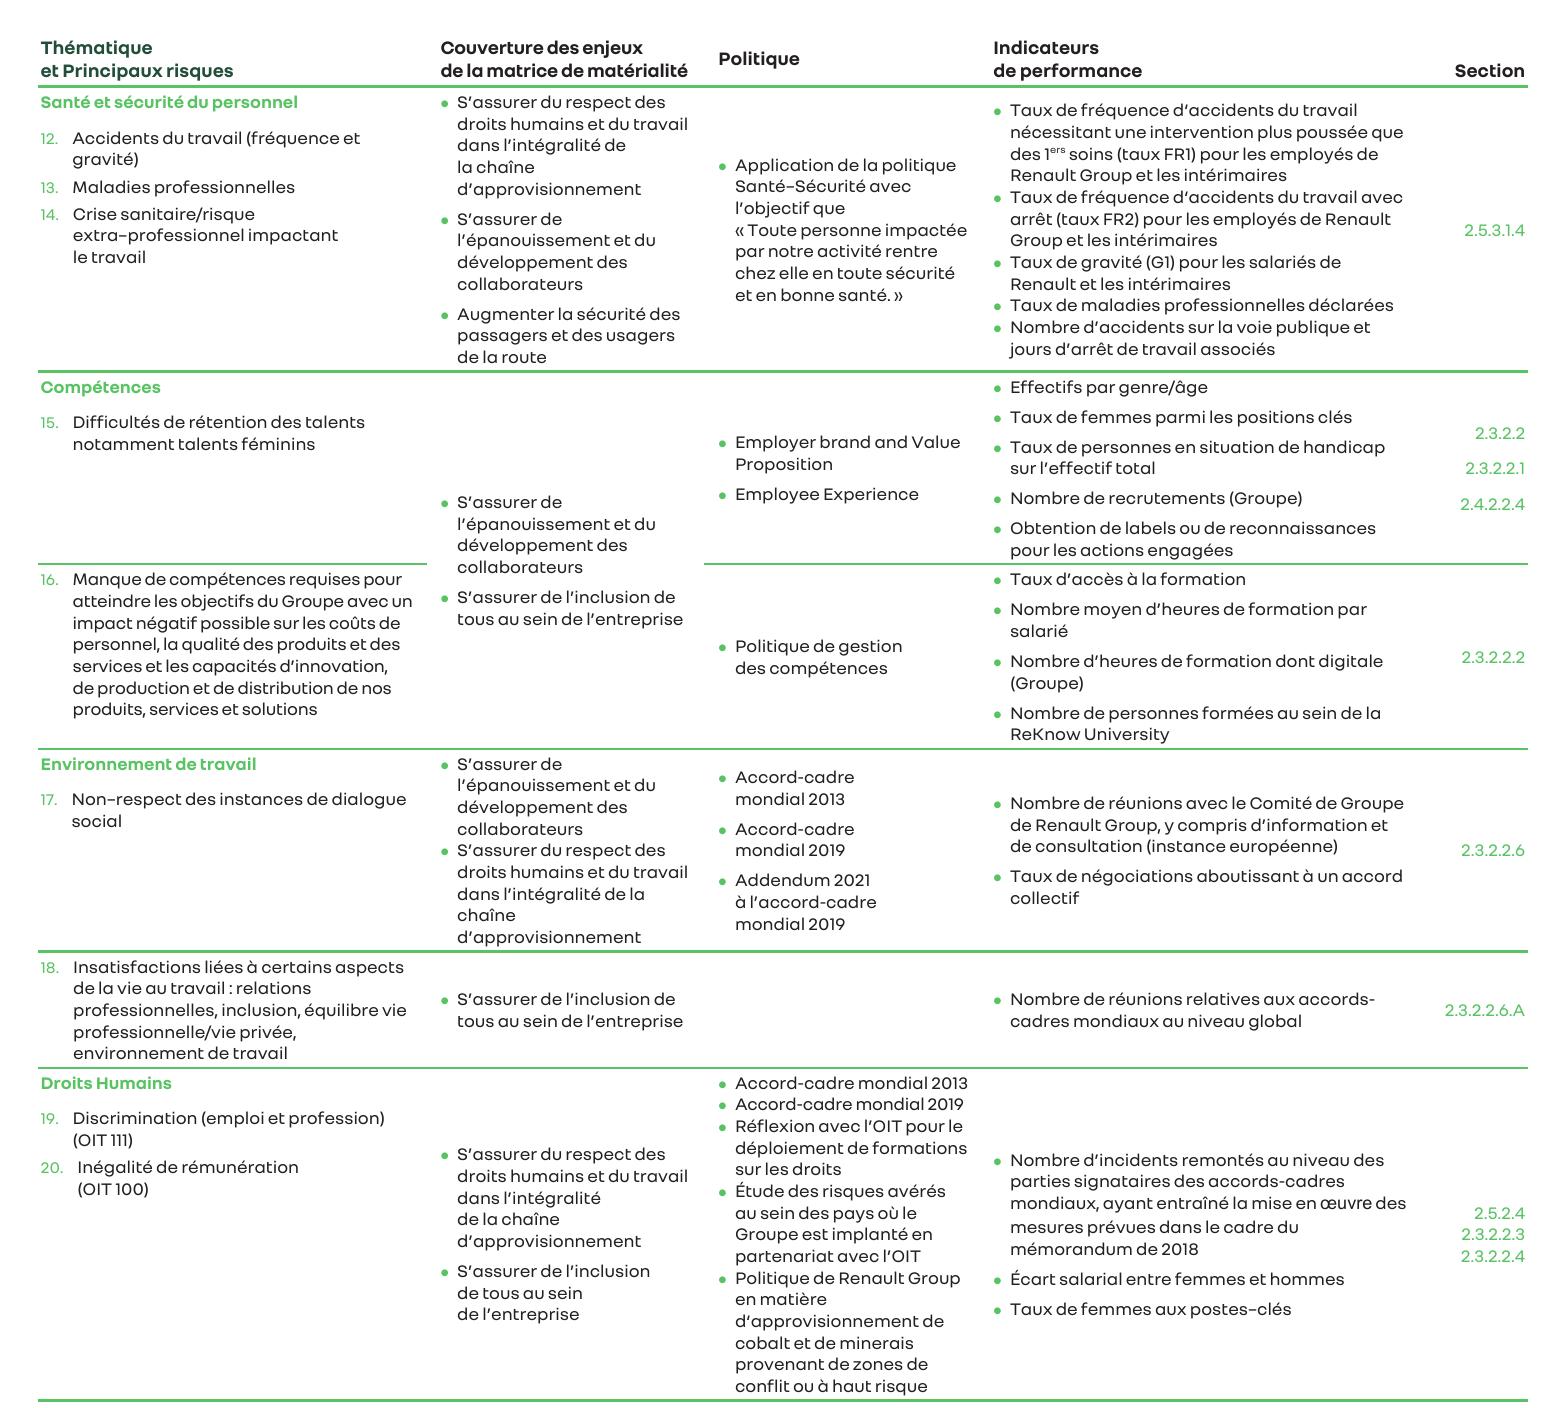 Thématique
et Principaux risques
Couverture des enjeux
de la matrice de matérialité
Politique
Indicateurs
de performance
Section
Santé et sécurité du personnel
12. Accidents du travail (fréquence et
gravité)
13. Maladies professionnelles
14. Crise sanitaire/risque
extra-professionnel impactant
le travail
• S'assurer du respect des
droits humains et du travail
dans l'intégralité de
la chaîne
d'approvisionnement
• S'assurer de
l'épanouissement et du
développement des
collaborateurs
• Augmenter la sécurité des
passagers et des usagers
de la route
• Application de la politique
Santé-Sécurité avec
l'objectif que
« Toute personne impactée
par notre activité rentre
chez elle en toute sécurité
et en bonne santé. »
• Taux de fréquence d'accidents du travail
nécessitant une intervention plus poussée que
des 1ers soins (taux FR1) pour les employés de
Renault Group et les intérimaires
• Taux de fréquence d'accidents du travail avec
arrêt (taux FR2) pour les employés de Renault
Group et les intérimaires
• Taux de gravité (G1) pour les salariés de
Renault et les intérimaires
• Taux de maladies professionnelles déclarées
• Nombre d'accidents sur la voie publique et
jours d'arrêt de travail associés
2.5.3.1.4
Compétences
15. Difficultés de rétention des talents
notamment talents féminins
• S'assurer de
l'épanouissement et du
développement des
collaborateurs
• S'assurer de l'inclusion de
tous au sein de l'entreprise
• Employer brand and Value
Proposition
• Employee Experience
• Effectifs par genre/âge
• Taux de femmes parmi les positions clés
• Taux de personnes en situation de handicap
sur l'effectif total
• Nombre de recrutements (Groupe)
• Obtention de labels ou de reconnaissances
pour les actions engagées
2.3.2.2
2.3.2.2.1
2.4.2.2.4
16. Manque de compétences requises pour
atteindre les objectifs du Groupe avec un
impact négatif possible sur les coûts de
personnel, la qualité des produits et des
services et les capacités d'innovation,
de production et de distribution de nos
produits, services et solutions
• Politique de gestion
des compétences
• Taux d'accès à la formation
• Nombre moyen d'heures de formation par
salarié
• Nombre d'heures de formation dont digitale
(Groupe)
• Nombre de personnes formées au sein de la
ReKnow University
2.3.2.2.2
Environnement de travail
17. Non-respect des instances de dialogue
social
• S'assurer de
l'épanouissement et du
développement des
collaborateurs
• S'assurer du respect des
droits humains et du travail
dans l'intégralité de la
chaîne
d'approvisionnement
• Accord-cadre
mondial 2013
• Accord-cadre
mondial 2019
• Addendum 2021
à l'accord-cadre
mondial 2019
• Nombre de réunions avec le Comité de Groupe
de Renault Group, y compris d'information et
de consultation (instance européenne)
• Taux de négociations aboutissant à un accord
collectif
2.3.2.2.6
18. Insatisfactions liées à certains aspects
de la vie au travail : relations
professionnelles, inclusion, équilibre vie
professionnelle/vie privée,
environnement de travail
• S'assurer de l'inclusion de
tous au sein de l'entreprise
• Nombre de réunions relatives aux accords-
cadres mondiaux au niveau global
2.3.2.2.6.A
Droits Humains
19. Discrimination (emploi et profession)
(OIT 111)
20. Inégalité de rémunération
(OIT 100)
• S'assurer du respect des
droits humains et du travail
dans l'intégralité
de la chaîne
d'approvisionnement
• S'assurer de l'inclusion
de tous au sein
de l'entreprise
• Accord-cadre mondial 2013
• Accord-cadre mondial 2019
• Réflexion avec l'OIT pour le
déploiement de formations
sur les droits
• Étude des risques avérés
au sein des pays où le
Groupe est implanté en
partenariat avec l'OIT
• Politique de Renault Group
en matière
d'approvisionnement de
cobalt et de minerais
provenant de zones de
conflit ou à haut risque
• Nombre d'incidents remontés au niveau des
parties signataires des accords-cadres
mondiaux, ayant entraîné la mise en œuvre des
mesures prévues dans le cadre du
mémorandum de 2018
• Écart salarial entre femmes et hommes
• Taux de femmes aux postes-clés
2.5.2.4
2.3.2.2.3
2.3.2.2.4